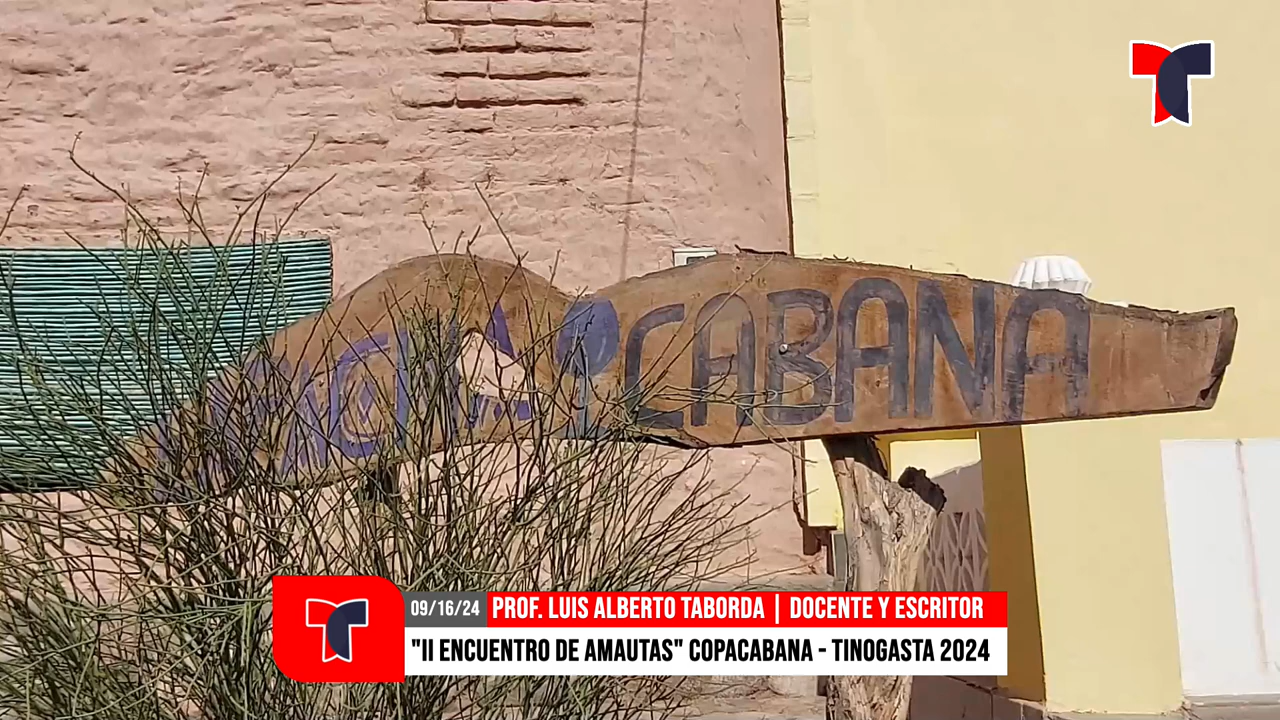 CABANA
09/16/24 PROF. LUIS ALBERTO TABORDA | DOCENTE Y ESCRITOR
"II ENCUENTRO DE AMAUTAS" COPACABANA - TINOGASTA 2024